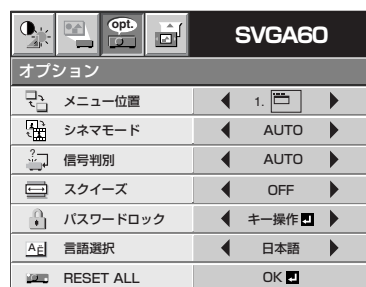 opt. SVGA60
オプション
メニュー位置 1.
シネマモード AUTO
信号判別 AUTO
スクイーズ OFF
パスワードロック キー操作
AE 言語選択 日本語
RESET ALL OK